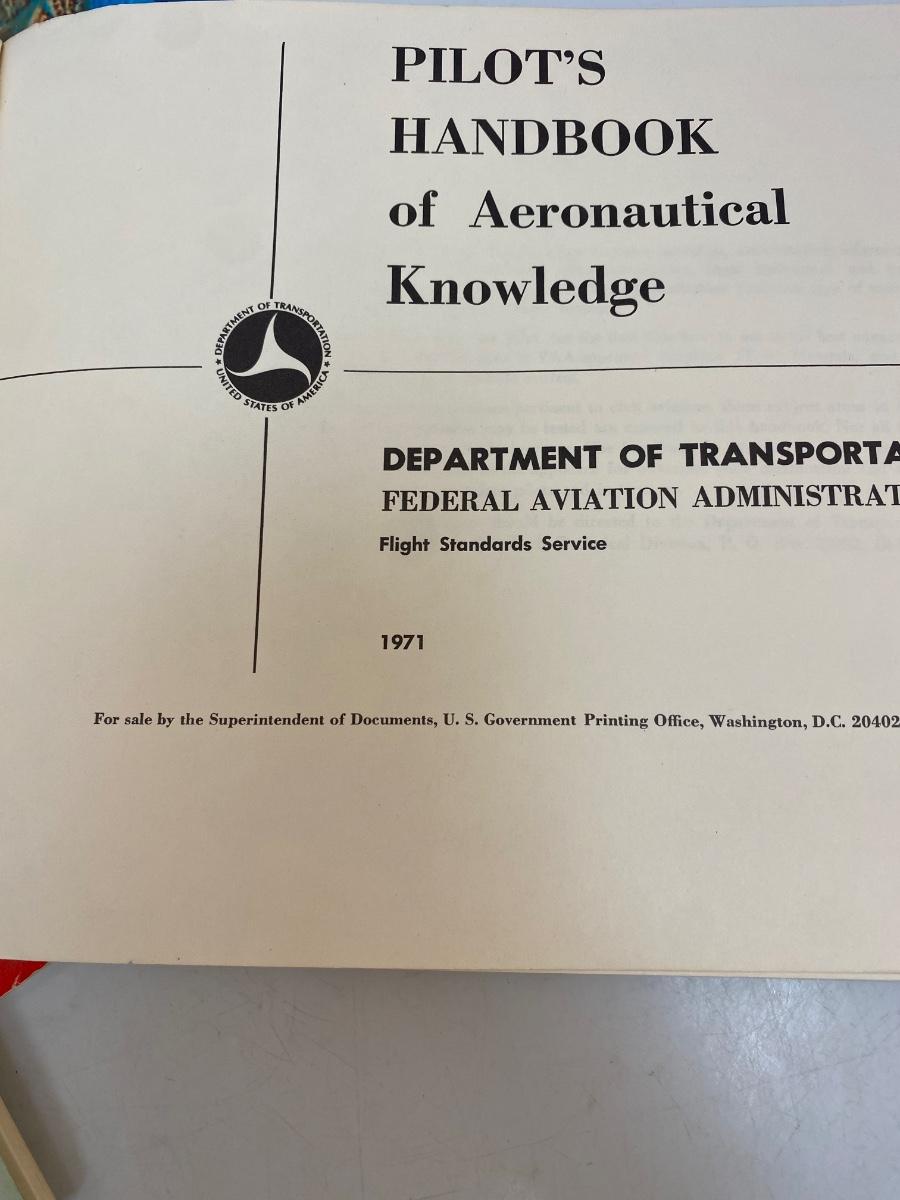 PILOT'S
HANDBOOK
of Aeronautical
Knowledge
★ DEPARTMENT OF TRANSPORTATION ★
UNITED STATES OF AMERICA
DEPARTMENT OF TRANSPORTA
FEDERAL AVIATION ADMINISTRAT
Flight Standards Service
1971
For sale by the Superintendent of Documents, U. S. Government Printing Office, Washington, D.C. 20402